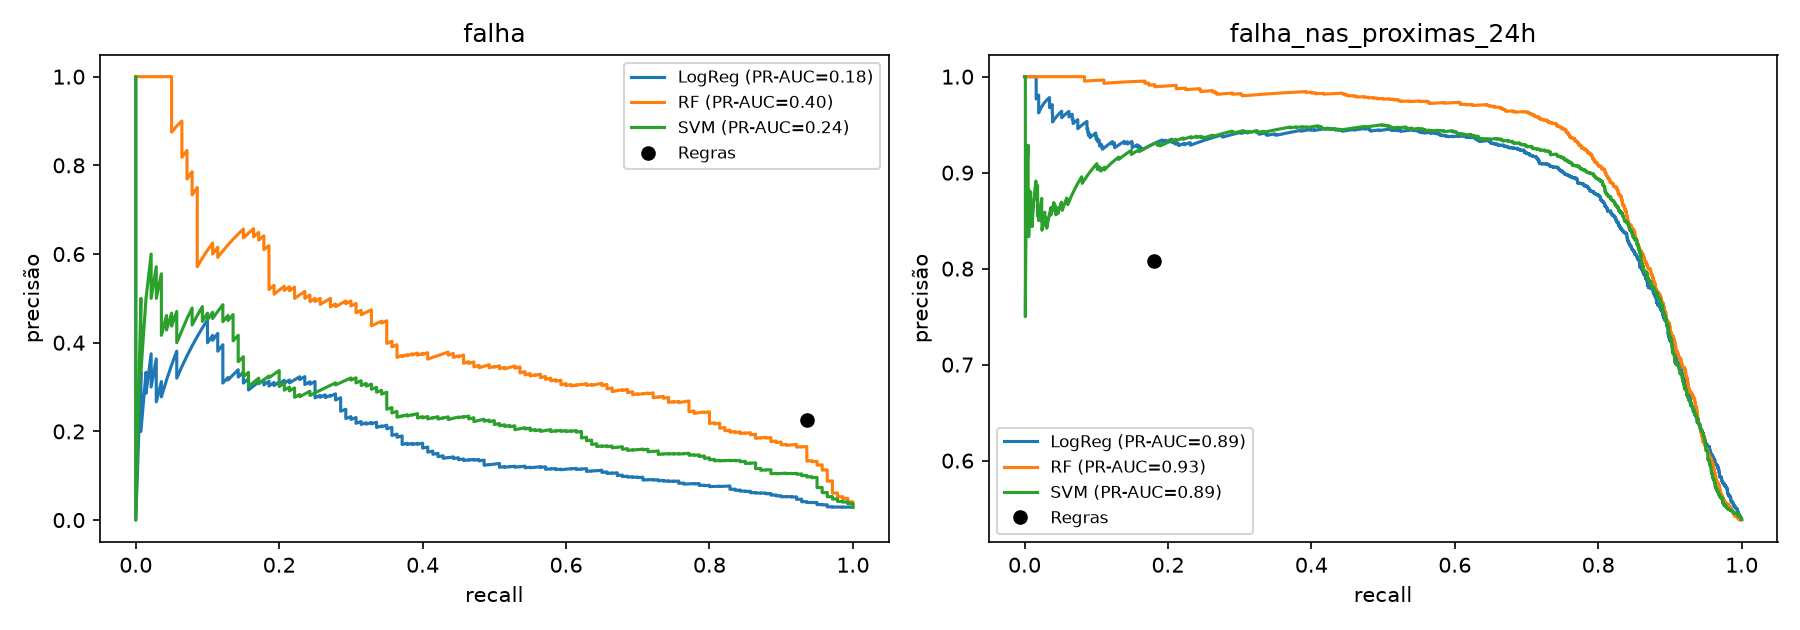 falha
LogReg (PR-AUC=0.18)
RF (PR-AUC=0.40)
SVM (PR-AUC=0.24)
Regras
precisão
1.0
0.8
0.6
0.4
0.2
0.0
0.0 0.2 0.4 0.6 0.8 1.0
recall
falha_nas_proximas_24h
precisão
1.0
0.9
0.8
0.7
0.6
LogReg (PR-AUC=0.89)
RF (PR-AUC=0.93)
SVM (PR-AUC=0.89)
Regras
0.0 0.2 0.4 0.6 0.8 1.0
recall